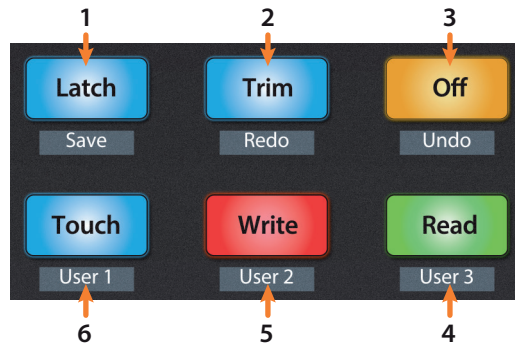 1 2 3
Latch Trim Off
Save Redo Undo
Touch Write Read
User 1 User 2 User 3
6 5 4